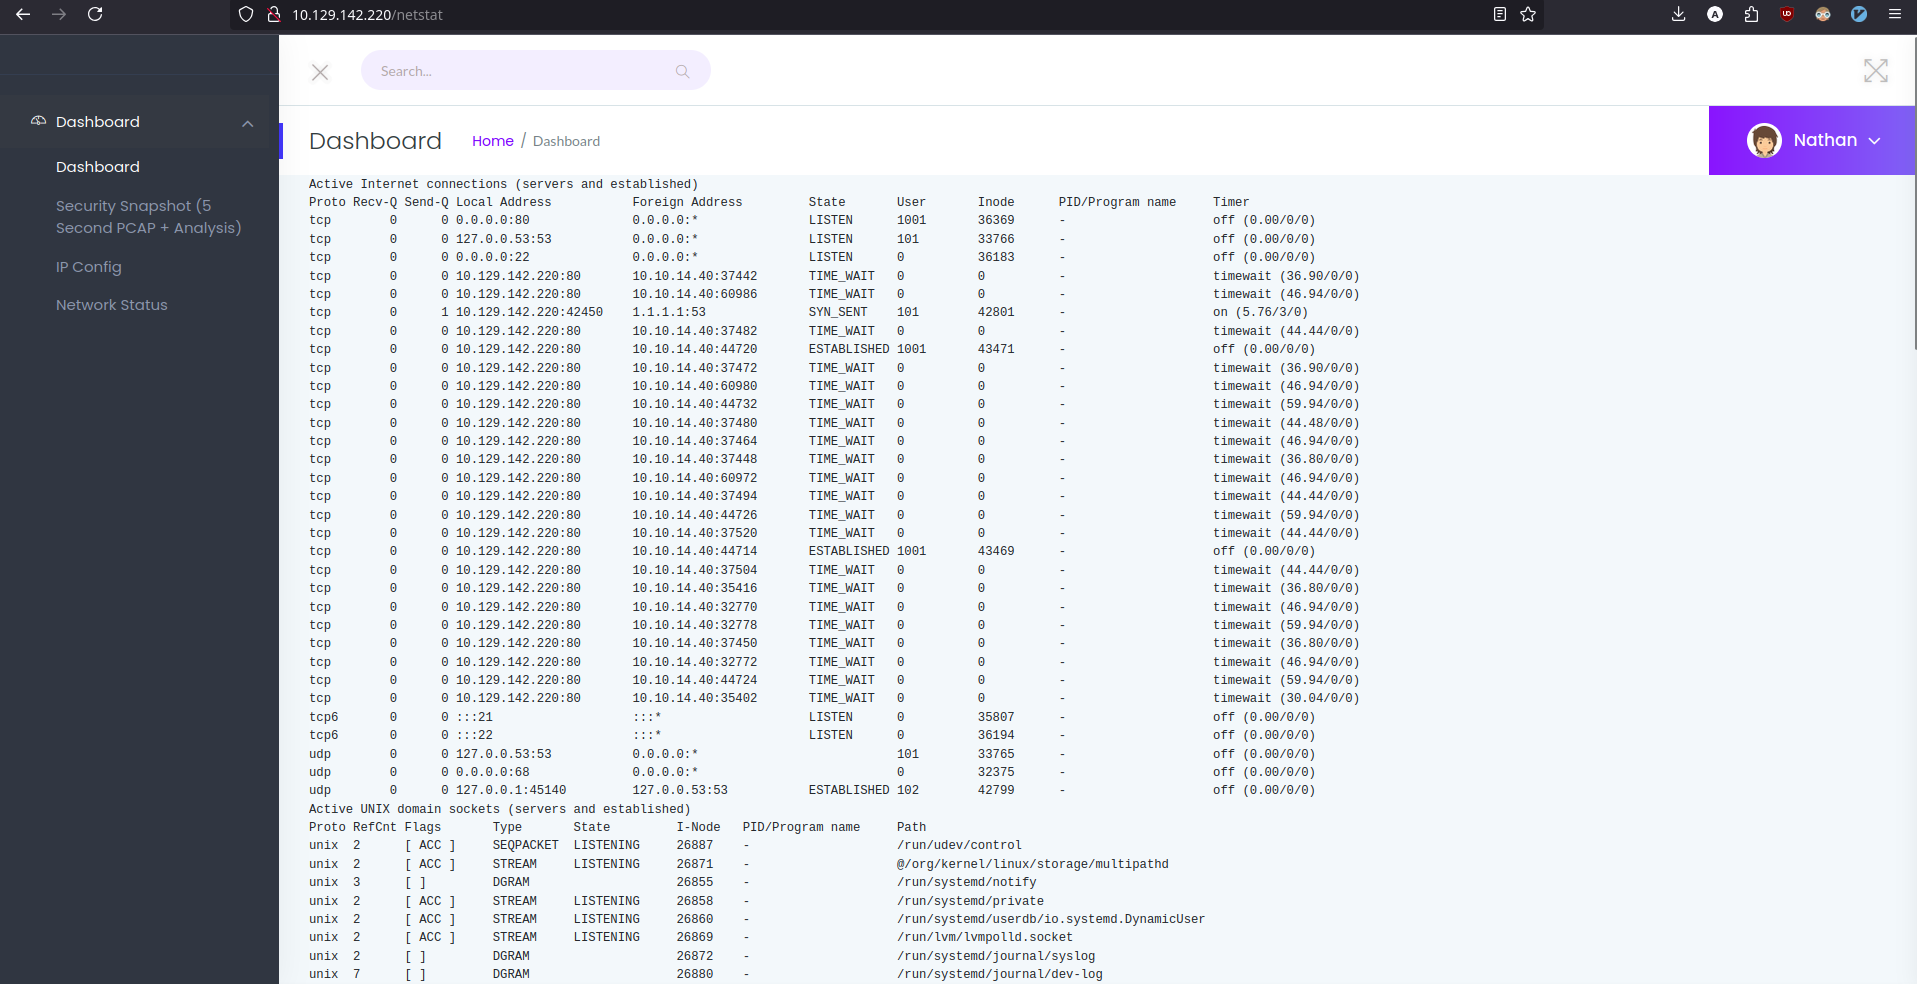 10.129.142.220/netstat
Search...
Dashboard
Dashboard
Security Snapshot (5
Second PCAP + Analysis)
IP Config
Network Status
Dashboard Home / Dashboard
Nathan
Active Internet connections (servers and established)
Proto Recv-Q Send-Q Local Address Foreign Address State User Inode PID/Program name Timer
tcp 0 0 0.0.0.0:80 0.0.0.0:* LISTEN 1001 36369 - off (0.00/0/0)
tcp 0 0 127.0.0.53:53 0.0.0.0:* LISTEN 101 33766 - off (0.00/0/0)
tcp 0 0 0.0.0.0:22 0.0.0.0:* LISTEN 0 36183 - off (0.00/0/0)
tcp 0 0 10.129.142.220:80 10.10.14.40:37442 TIME_WAIT 0 0 - timewait (36.90/0/0)
tcp 0 0 10.129.142.220:80 10.10.14.40:60986 TIME_WAIT 0 0 - timewait (46.94/0/0)
tcp 0 1 10.129.142.220:42450 1.1.1.1:53 SYN_SENT 101 42801 - on (5.76/3/0)
tcp 0 0 10.129.142.220:80 10.10.14.40:37482 TIME_WAIT 0 0 - timewait (44.44/0/0)
tcp 0 0 10.129.142.220:80 10.10.14.40:44720 ESTABLISHED 1001 43471 - off (0.00/0/0)
tcp 0 0 10.129.142.220:80 10.10.14.40:37472 TIME_WAIT 0 0 - timewait (36.90/0/0)
tcp 0 0 10.129.142.220:80 10.10.14.40:60980 TIME_WAIT 0 0 - timewait (46.94/0/0)
tcp 0 0 10.129.142.220:80 10.10.14.40:44732 TIME_WAIT 0 0 - timewait (59.94/0/0)
tcp 0 0 10.129.142.220:80 10.10.14.40:37480 TIME_WAIT 0 0 - timewait (44.48/0/0)
tcp 0 0 10.129.142.220:80 10.10.14.40:37464 TIME_WAIT 0 0 - timewait (46.94/0/0)
tcp 0 0 10.129.142.220:80 10.10.14.40:37448 TIME_WAIT 0 0 - timewait (36.80/0/0)
tcp 0 0 10.129.142.220:80 10.10.14.40:60972 TIME_WAIT 0 0 - timewait (46.94/0/0)
tcp 0 0 10.129.142.220:80 10.10.14.40:37494 TIME_WAIT 0 0 - timewait (44.44/0/0)
tcp 0 0 10.129.142.220:80 10.10.14.40:44726 TIME_WAIT 0 0 - timewait (59.94/0/0)
tcp 0 0 10.129.142.220:80 10.10.14.40:37520 TIME_WAIT 0 0 - timewait (44.44/0/0)
tcp 0 0 10.129.142.220:80 10.10.14.40:44714 ESTABLISHED 1001 43469 - off (0.00/0/0)
tcp 0 0 10.129.142.220:80 10.10.14.40:37504 TIME_WAIT 0 0 - timewait (44.44/0/0)
tcp 0 0 10.129.142.220:80 10.10.14.40:35416 TIME_WAIT 0 0 - timewait (36.80/0/0)
tcp 0 0 10.129.142.220:80 10.10.14.40:32770 TIME_WAIT 0 0 - timewait (46.94/0/0)
tcp 0 0 10.129.142.220:80 10.10.14.40:32778 TIME_WAIT 0 0 - timewait (59.94/0/0)
tcp 0 0 10.129.142.220:80 10.10.14.40:37450 TIME_WAIT 0 0 - timewait (36.80/0/0)
tcp 0 0 10.129.142.220:80 10.10.14.40:32772 TIME_WAIT 0 0 - timewait (46.94/0/0)
tcp 0 0 10.129.142.220:80 10.10.14.40:44724 TIME_WAIT 0 0 - timewait (59.94/0/0)
tcp 0 0 10.129.142.220:80 10.10.14.40:35402 TIME_WAIT 0 0 - timewait (30.04/0/0)
tcp6 0 0 :::21 :::* LISTEN 0 35807 - off (0.00/0/0)
tcp6 0 0 :::22 :::* LISTEN 0 36194 - off (0.00/0/0)
udp 0 0 127.0.0.53:53 0.0.0.0:* 101 33765 - off (0.00/0/0)
udp 0 0 0.0.0.0:68 0.0.0.0:* 0 32375 - off (0.00/0/0)
udp 0 0 127.0.0.1:45140 127.0.0.53:53 ESTABLISHED 102 42799 - off (0.00/0/0)
Active UNIX domain sockets (servers and established)
Proto RefCnt Flags Type State I-Node PID/Program name Path
unix 2 [ ACC ] SEQPACKET LISTENING 26887 - /run/udev/control
unix 2 [ ACC ] STREAM LISTENING 26871 - @/org/kernel/linux/storage/multipathd
unix 3 [ ] DGRAM 26855 - /run/systemd/notify
unix 2 [ ACC ] STREAM LISTENING 26858 - /run/systemd/private
unix 2 [ ACC ] STREAM LISTENING 26860 - /run/systemd/userdb/io.systemd.DynamicUser
unix 2 [ ACC ] STREAM LISTENING 26869 - /run/lvm/lvmpolld.socket
unix 2 [ ] DGRAM 26872 - /run/systemd/journal/syslog
unix 7 [ ] DGRAM 26880 - /run/systemd/journal/dev-log